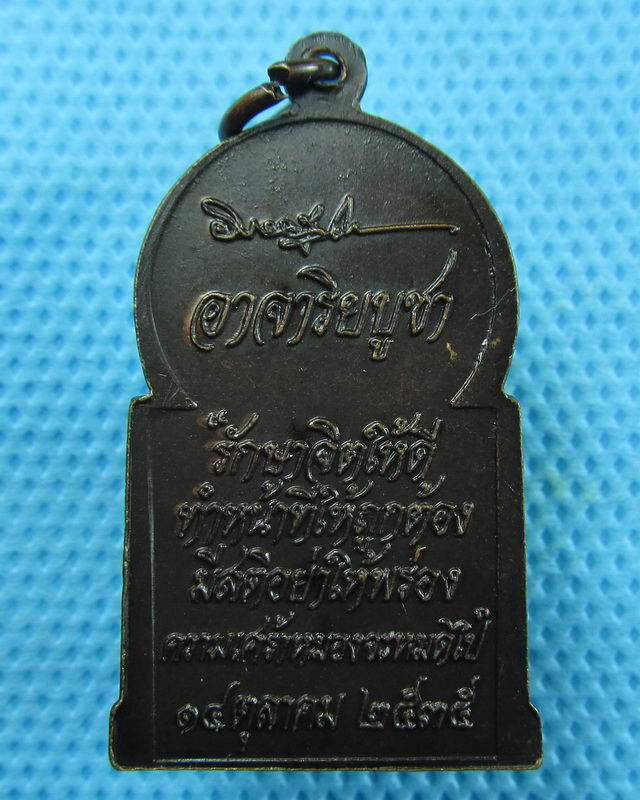 อาจาริยบูชา
"รักษาจิตให้ดี
ทำหน้าที่ให้ถูกต้อง
มีสติอย่าให้พร่อง
ความเศร้าหมองจะหมดไป"
๑๔ ตุลาคม ๒๕๓๕